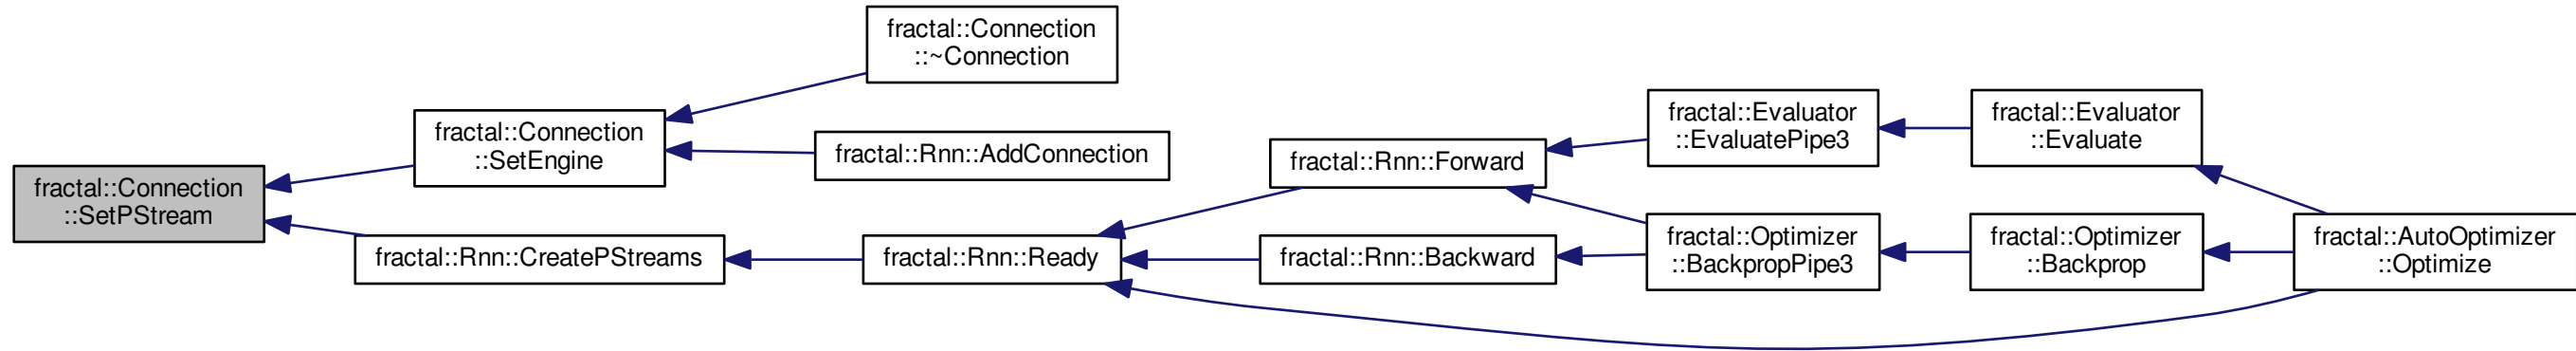 fractal::Connection
::~Connection
fractal::Connection
::SetEngine
fractal::Rnn::AddConnection
fractal::Connection
::SetPStream
fractal::Rnn::CreatePStreams
fractal::Rnn::Ready
fractal::Rnn::Forward
fractal::Rnn::Backward
fractal::Evaluator
::EvaluatePipe3
fractal::Optimizer
::BackpropPipe3
fractal::Evaluator
::Evaluate
fractal::Optimizer
::Backprop
fractal::AutoOptimizer
::Optimize